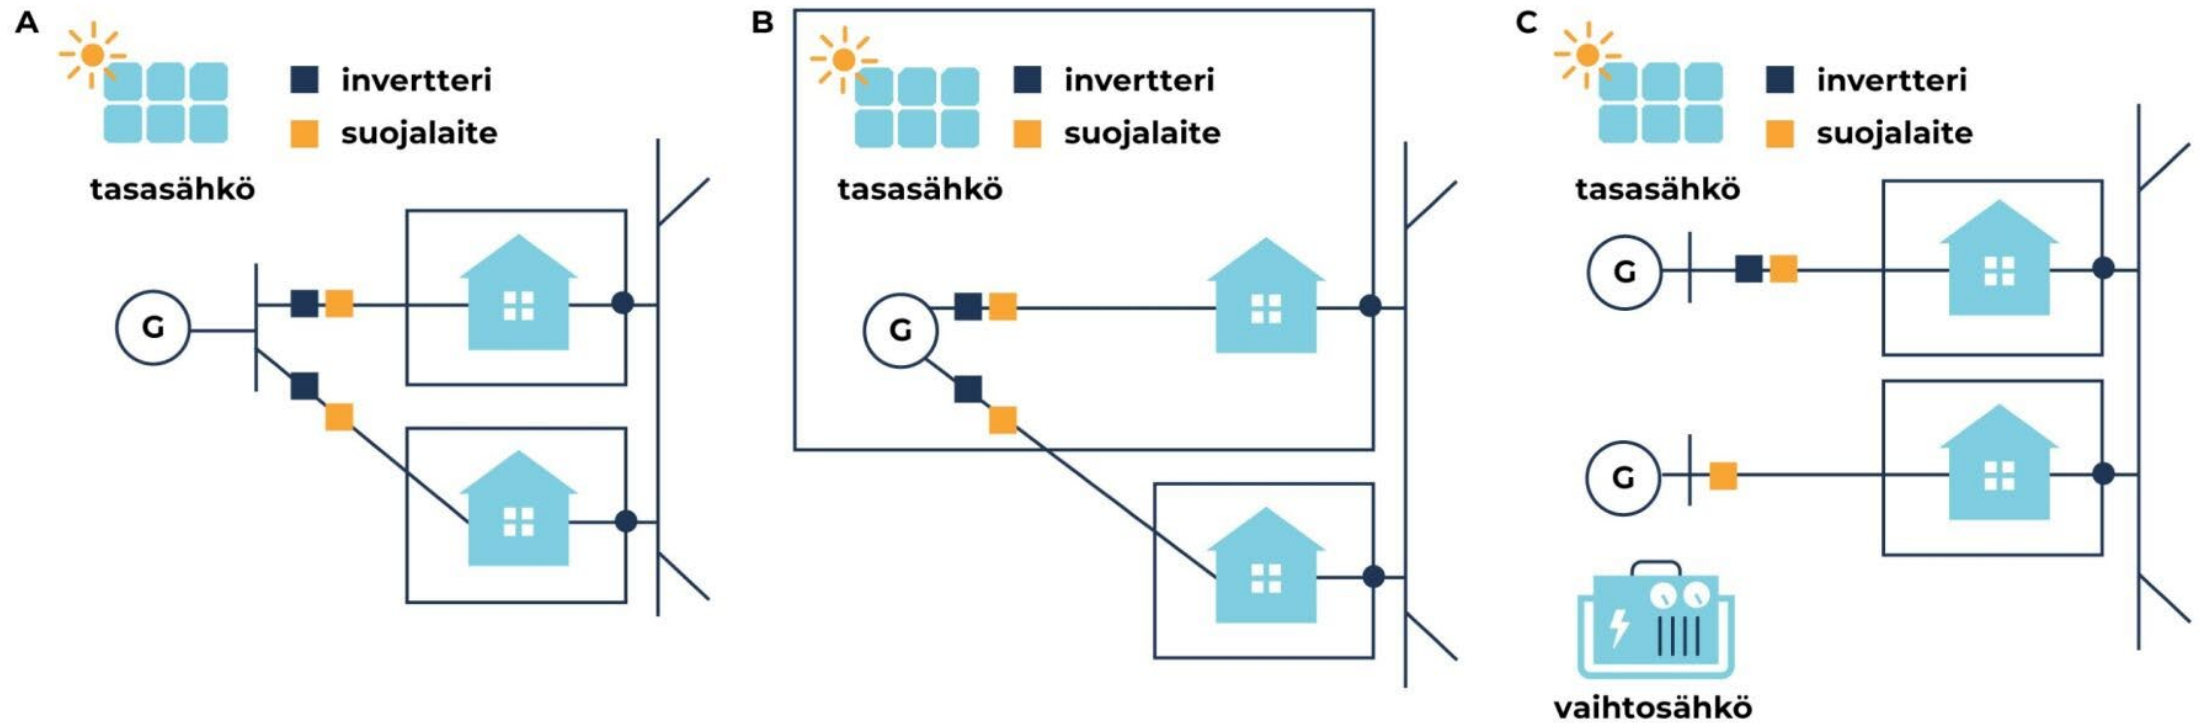 A
invertteri
suojalaite
tasasähkö
G
B
invertteri
suojalaite
tasasähkö
G
C
invertteri
suojalaite
tasasähkö
G
G
vaihtosähkö